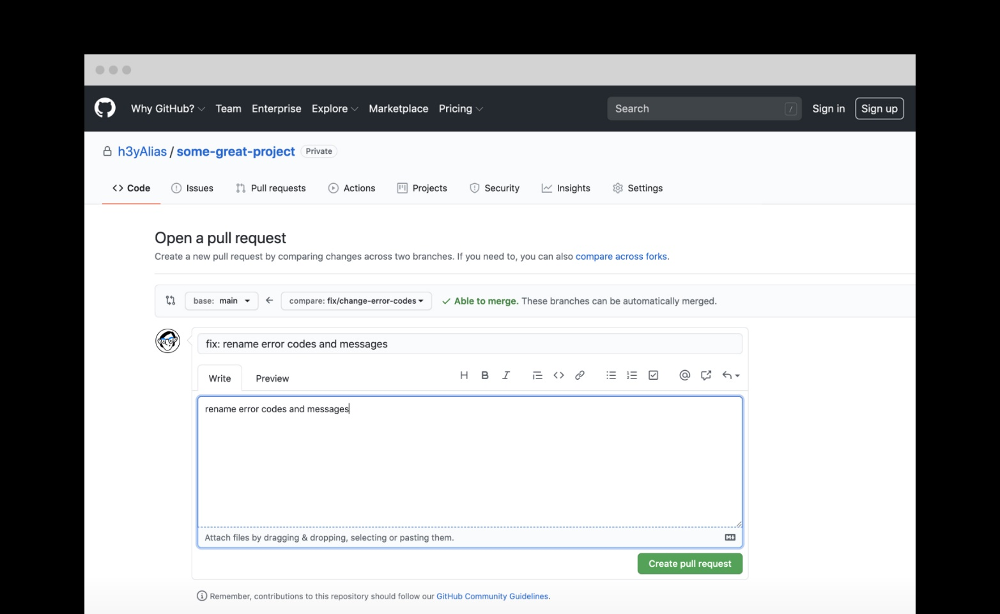 Why GitHub? Team Enterprise Explore Marketplace Pricing Search / Sign in Sign up
h3yAlias / some-great-project Private
Code Issues Pull requests Actions Projects Security Insights Settings
Open a pull request
Create a new pull request by comparing changes across two branches. If you need to, you can also compare across forks.
base: main ← compare: fix/change-error-codes ✓ Able to merge. These branches can be automatically merged.
fix: rename error codes and messages
Write Preview H B I @
rename error codes and messages
Attach files by dragging & dropping, selecting or pasting them.
Create pull request
Remember, contributions to this repository should follow our GitHub Community Guidelines.